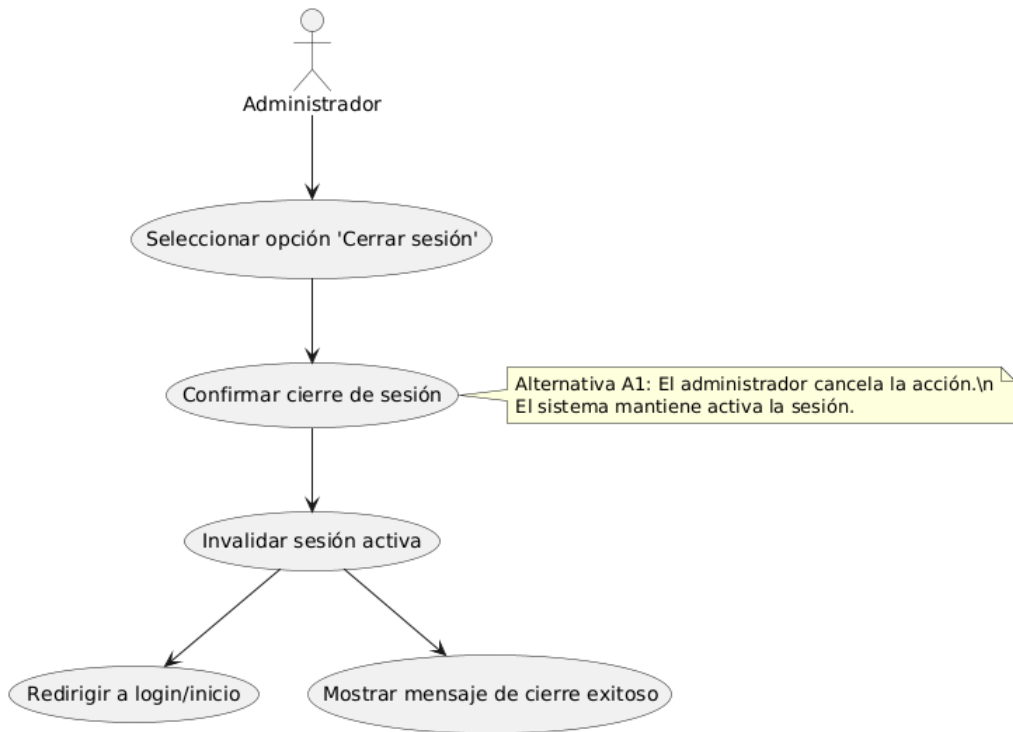 Administrador
Seleccionar opción 'Cerrar sesión'
Confirmar cierre de sesión
Alternativa A1: El administrador cancela la acción.\n
El sistema mantiene activa la sesión.
Invalidar sesión activa
Redirigir a login/inicio
Mostrar mensaje de cierre exitoso